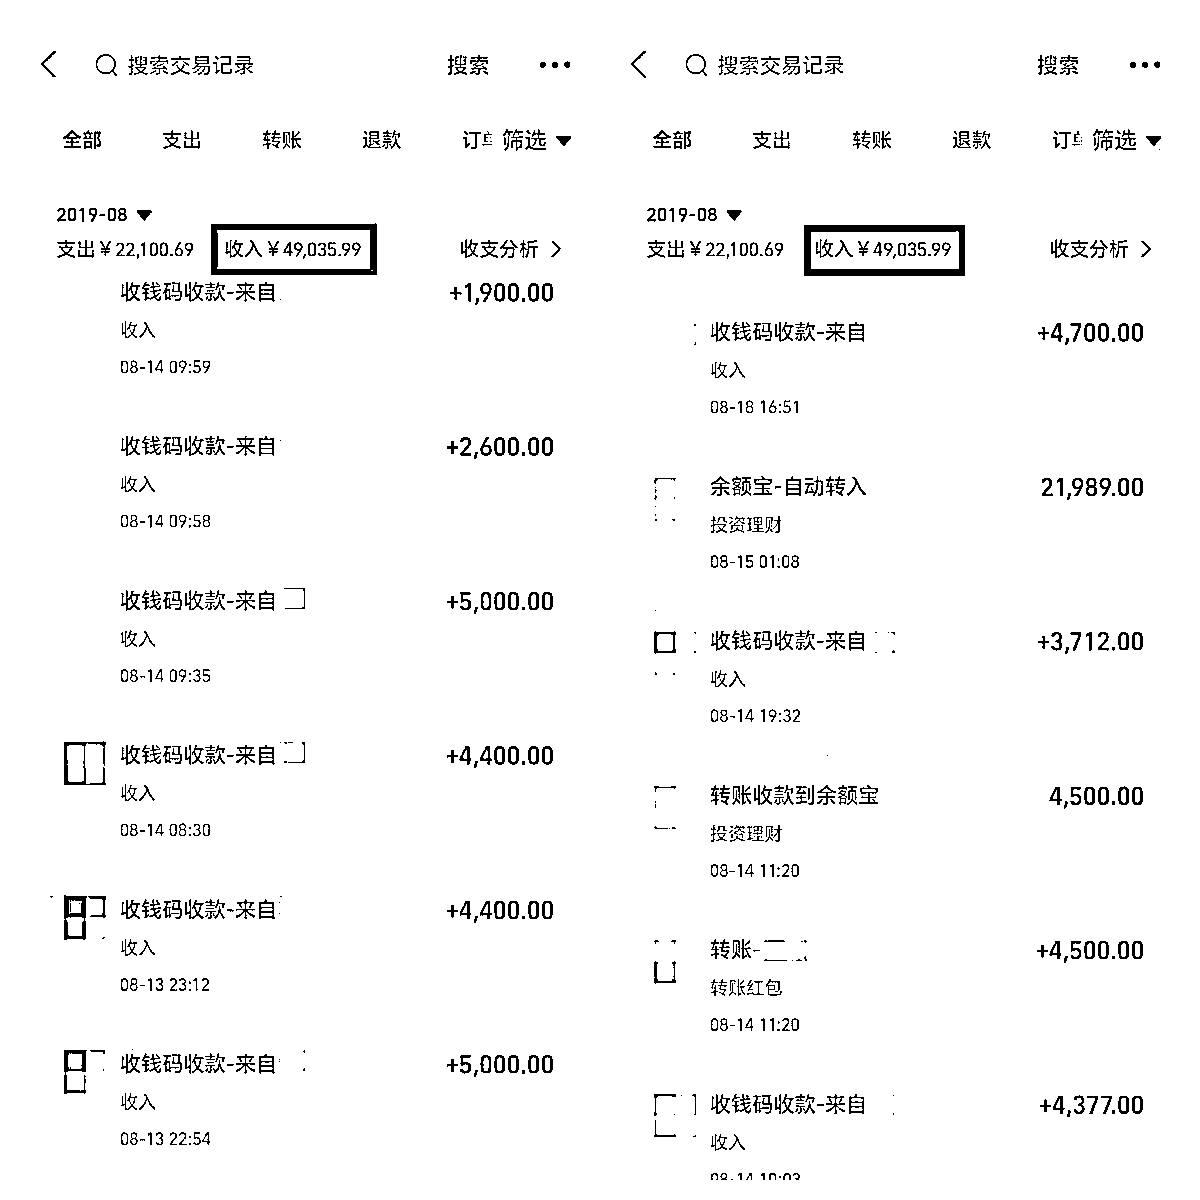 搜索交易记录 搜索
全部 支出 转账 退款 筛选
2019-08
支出￥22,100.69 收入￥49,035.99 收支分析
收钱码收款-来自 +1,900.00
收入
08-14 09:59
收钱码收款-来自 +2,600.00
收入
08-14 09:58
收钱码收款-来自 +5,000.00
收入
08-14 09:35
收钱码收款-来自 +4,400.00
收入
08-14 08:30
收钱码收款-来自 +4,400.00
收入
08-13 23:12
收钱码收款-来自 +5,000.00
收入
08-13 22:54
搜索交易记录 搜索
全部 支出 转账 退款 筛选
2019-08
支出￥22,100.69 收入￥49,035.99 收支分析
收钱码收款-来自 +4,700.00
收入
08-18 16:51
余额宝-自动转入 21,989.00
投资理财
08-15 01:08
收钱码收款-来自 +3,712.00
收入
08-14 19:32
转账收款到余额宝 4,500.00
投资理财
08-14 11:20
转账- +4,500.00
转账红包
08-14 11:20
收钱码收款-来自 +4,377.00
收入